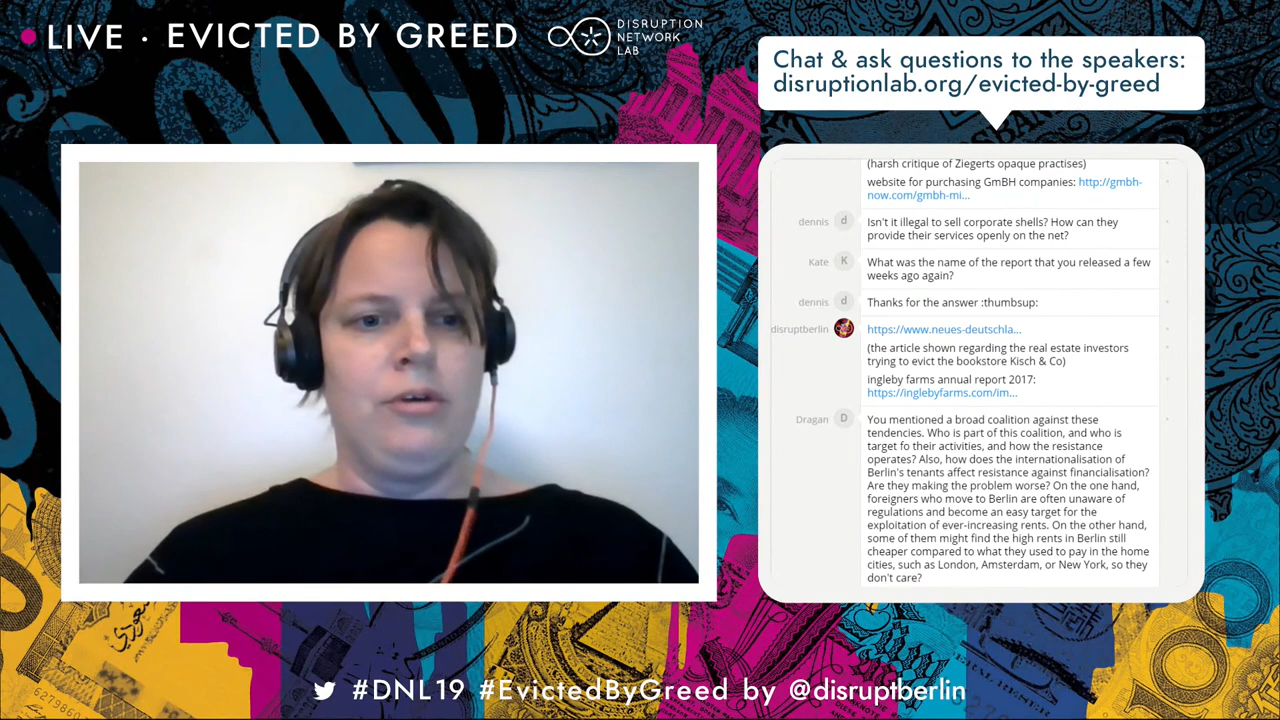 LIVE · EVICTED BY GREED
DISRUPTION
NETWORK
LAB
Chat & ask questions to the speakers:
disruptionlab.org/evicted-by-greed
(harsh critique of Ziegerts opaque practises)
website for purchasing GmBH companies: http://gmbh-
now.com/gmbh-mi...
dennis d Isn't it illegal to sell corporate shells? How can they
provide their services openly on the net?
Kate K What was the name of the report that you released a few
weeks ago again?
dennis d Thanks for the answer :thumbsup:
disruptberlin https://www.neues-deutschla...
(the article shown regarding the real estate investors
trying to evict the bookstore Kisch & Co)
ingleby farms annual report 2017:
https://inglebyfarms.com/im...
Dragan D You mentioned a broad coalition against these
tendencies. Who is part of this coalition, and who is
target fo their activities, and how the resistance
operates? Also, how does the internationalisation of
Berlin's tenants affect resistance against financialisation?
Are they making the problem worse? On the one hand,
foreigners who move to Berlin are often unaware of
regulations and become an easy target for the
exploitation of ever-increasing rents. On the other hand,
some of them might find the high rents in Berlin still
cheaper compared to what they used to pay in the home
cities, such as London, Amsterdam, or New York, so they
don't care?
#DNL19 #EvictedByGreed by @disruptberlin